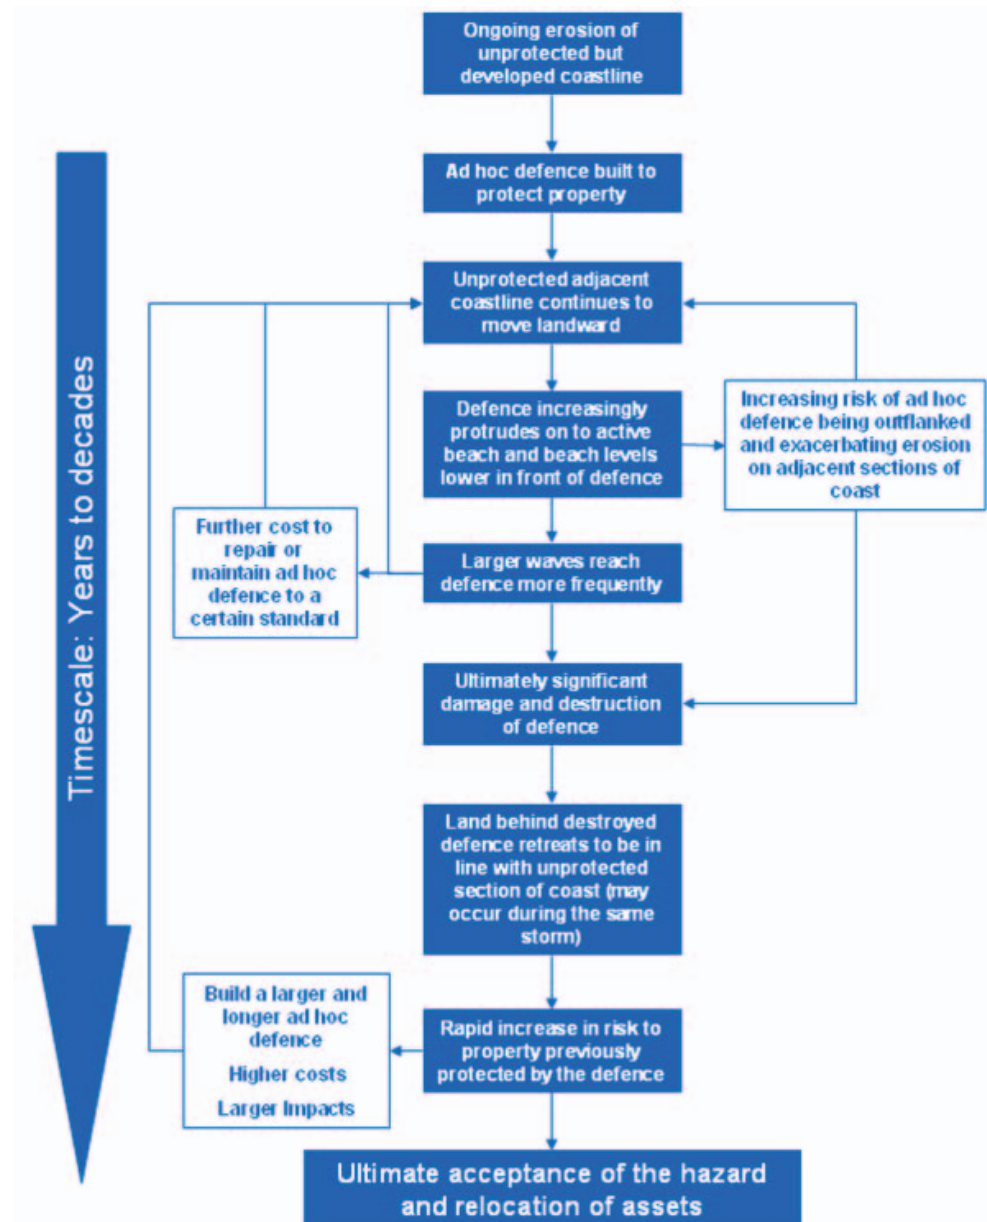 Ongoing erosion of
unprotected but
developed coastline
Ad hoc defence built to
protect property
Unprotected adjacent
coastline continues to
move landward
Defence increasingly
protrudes on to active
beach and beach levels
lower in front of defence
Increasing risk of ad hoc
defence being outflanked
and exacerbating erosion
on adjacent sections of
coast
Further cost to
repair or
maintain ad hoc
defence to a
certain standard
Larger waves reach
defence more frequently
Timescale: Years to decades
Ultimately significant
damage and destruction
of defence
Land behind destroyed
defence retreats to be in
line with unprotected
section of coast (may
occur during the same
storm)
Build a larger and
longer ad hoc
defence
Higher costs
Larger Impacts
Rapid increase in risk to
property previously
protected by the defence
Ultimate acceptance of the hazard
and relocation of assets